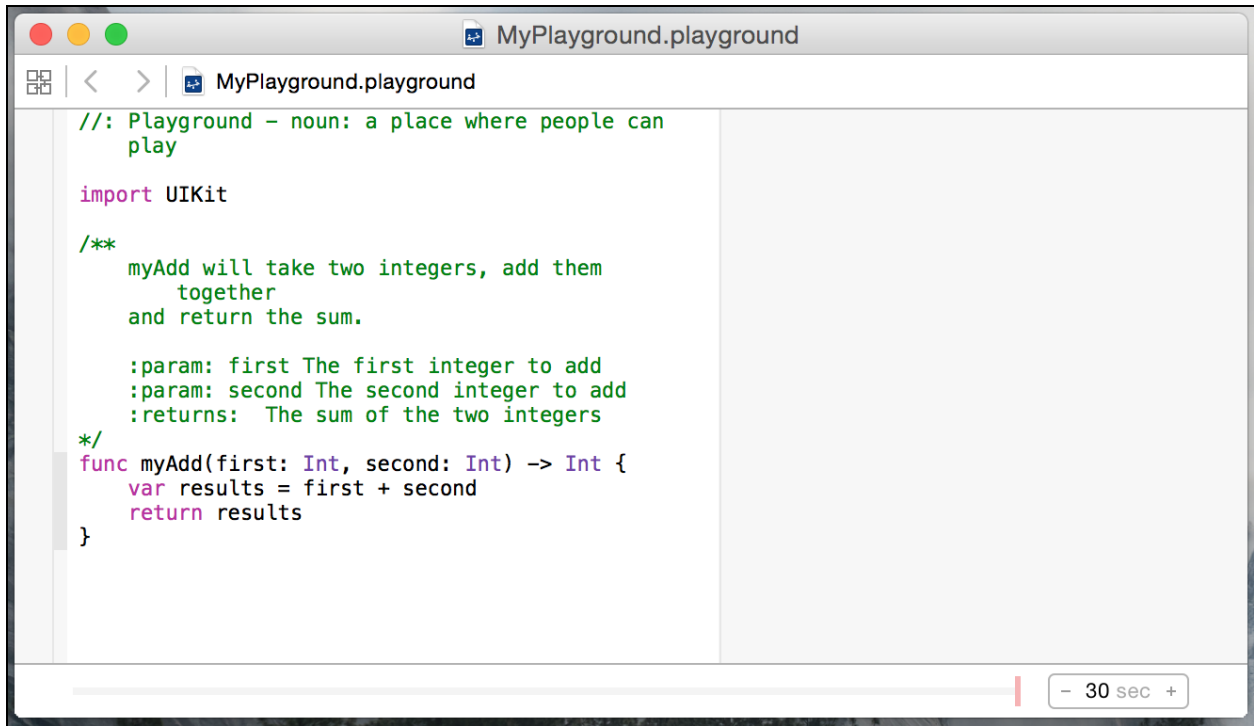 MyPlayground.playground
MyPlayground.playground
//: Playground – noun: a place where people can
    play
import UIKit
/**
    myAdd will take two integers, add them
        together
    and return the sum.
    :param: first The first integer to add
    :param: second The second integer to add
    :returns:  The sum of the two integers
*/
func myAdd(first: Int, second: Int) -> Int {
    var results = first + second
    return results
}
- 30 sec +